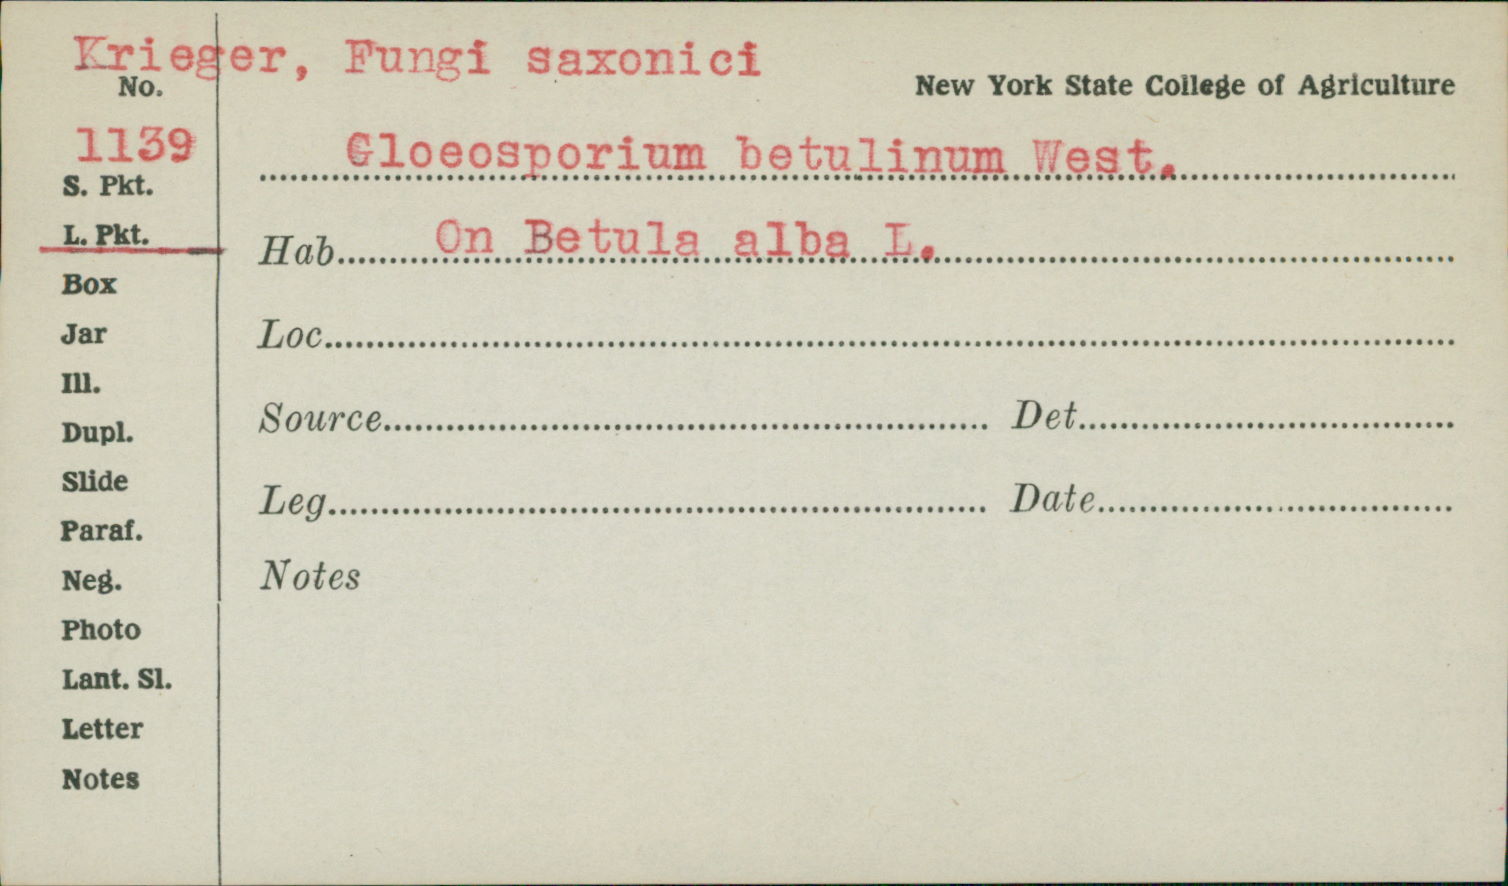 Krieger, Fungi saxonici
No.
New York State College of Agriculture
1139
Gloeosporium betulinum West.
S. Pkt.
L. Pkt.
Hab. On Betula alba L.
Box
Jar
Loc.
Ill.
Dupl.
Source Det.
Slide
Leg. Date
Paraf.
Neg.
Notes
Photo
Lant. Sl.
Letter
Notes